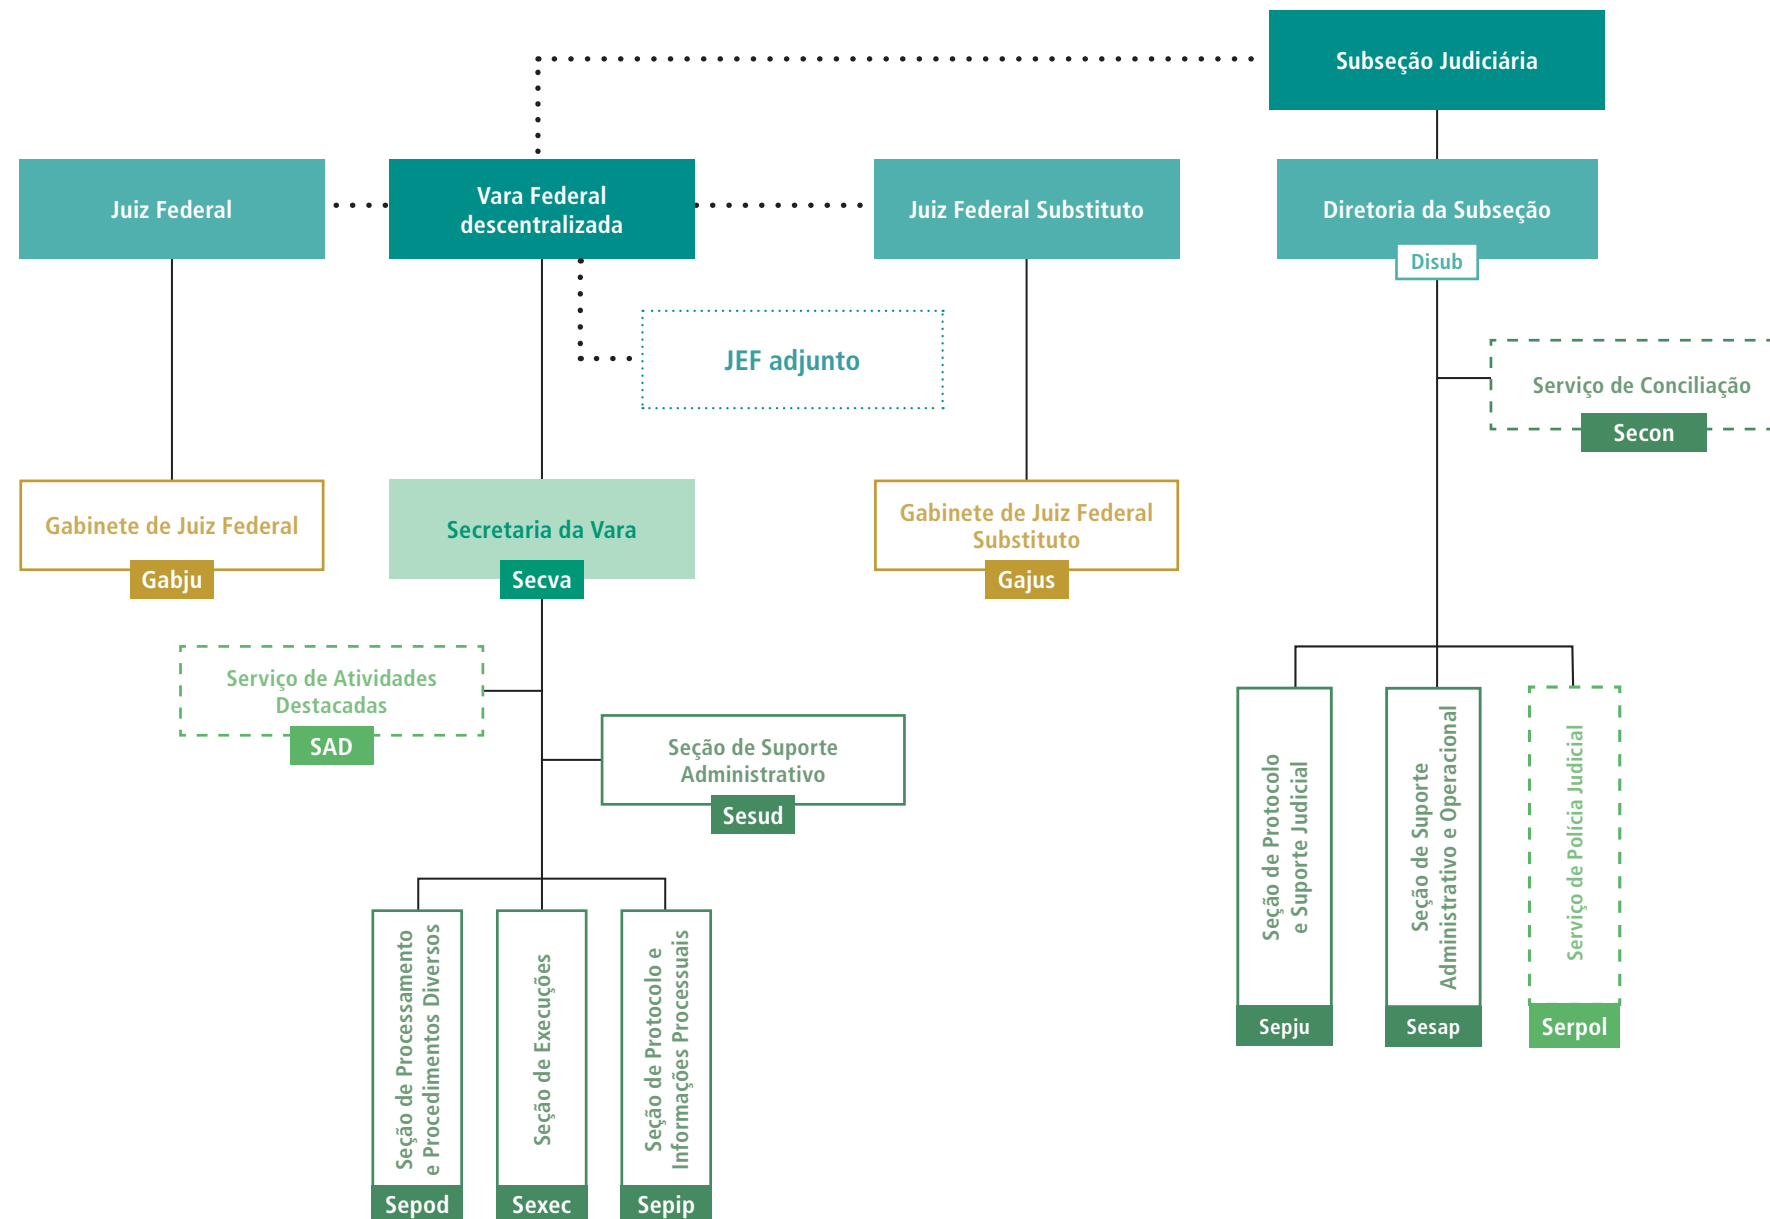 Subseção Judiciária
Juiz Federal
Vara Federal
descentralizada
Juiz Federal Substituto
Diretoria da Subseção
Disub
JEF adjunto
Serviço de Conciliação
Secon
Gabinete de Juiz Federal
Gabju
Secretaria da Vara
Secva
Gabinete de Juiz Federal
Substituto
Gajus
Serviço de Atividades
Destacadas
SAD
Seção de Suporte
Administrativo
Sesud
Seção de Protocolo
e Suporte Judicial
Sepju
Seção de Suporte
Administrativo e Operacional
Sesap
Serviço de Polícia Judicial
Serpol
Seção de Processamento
e Procedimentos Diversos
Sepod
Seção de Execuções
Sexec
Seção de Protocolo e
Informações Processuais
Sepip